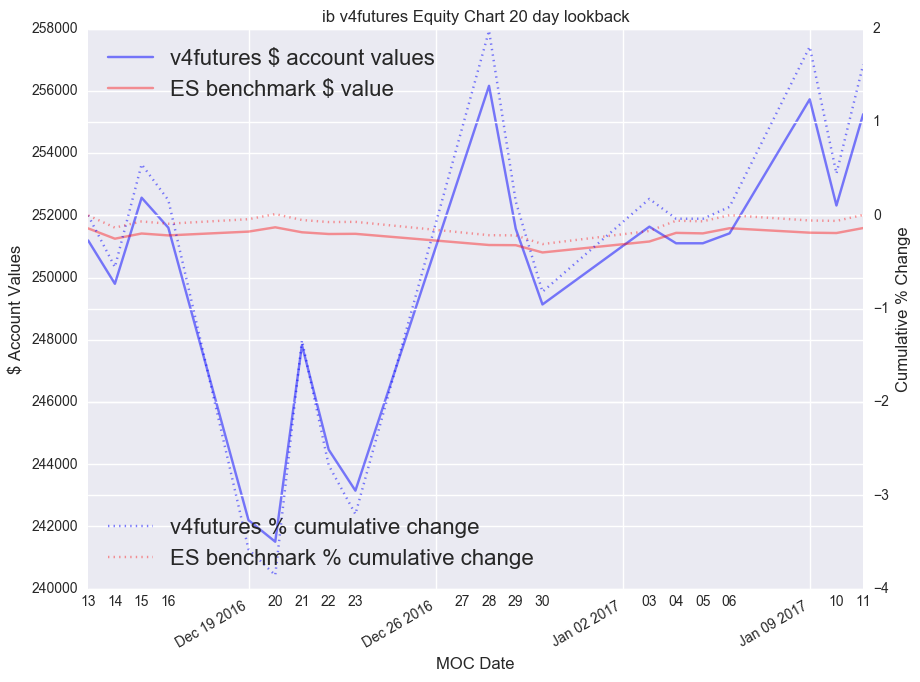 ib v4futures Equity Chart 20 day lookback
v4futures $ account values
ES benchmark $ value
v4futures % cumulative change
ES benchmark % cumulative change
$ Account Values
258000
256000
254000
252000
250000
248000
246000
244000
242000
240000
Cumulative % Change
2
1
0
−1
−2
−3
−4
13 14 15 16 Dec 19 2016 20 21 22 23 Dec 26 2016 27 28 29 30 Jan 02 2017 03 04 05 06 Jan 09 2017 10 11
MOC Date